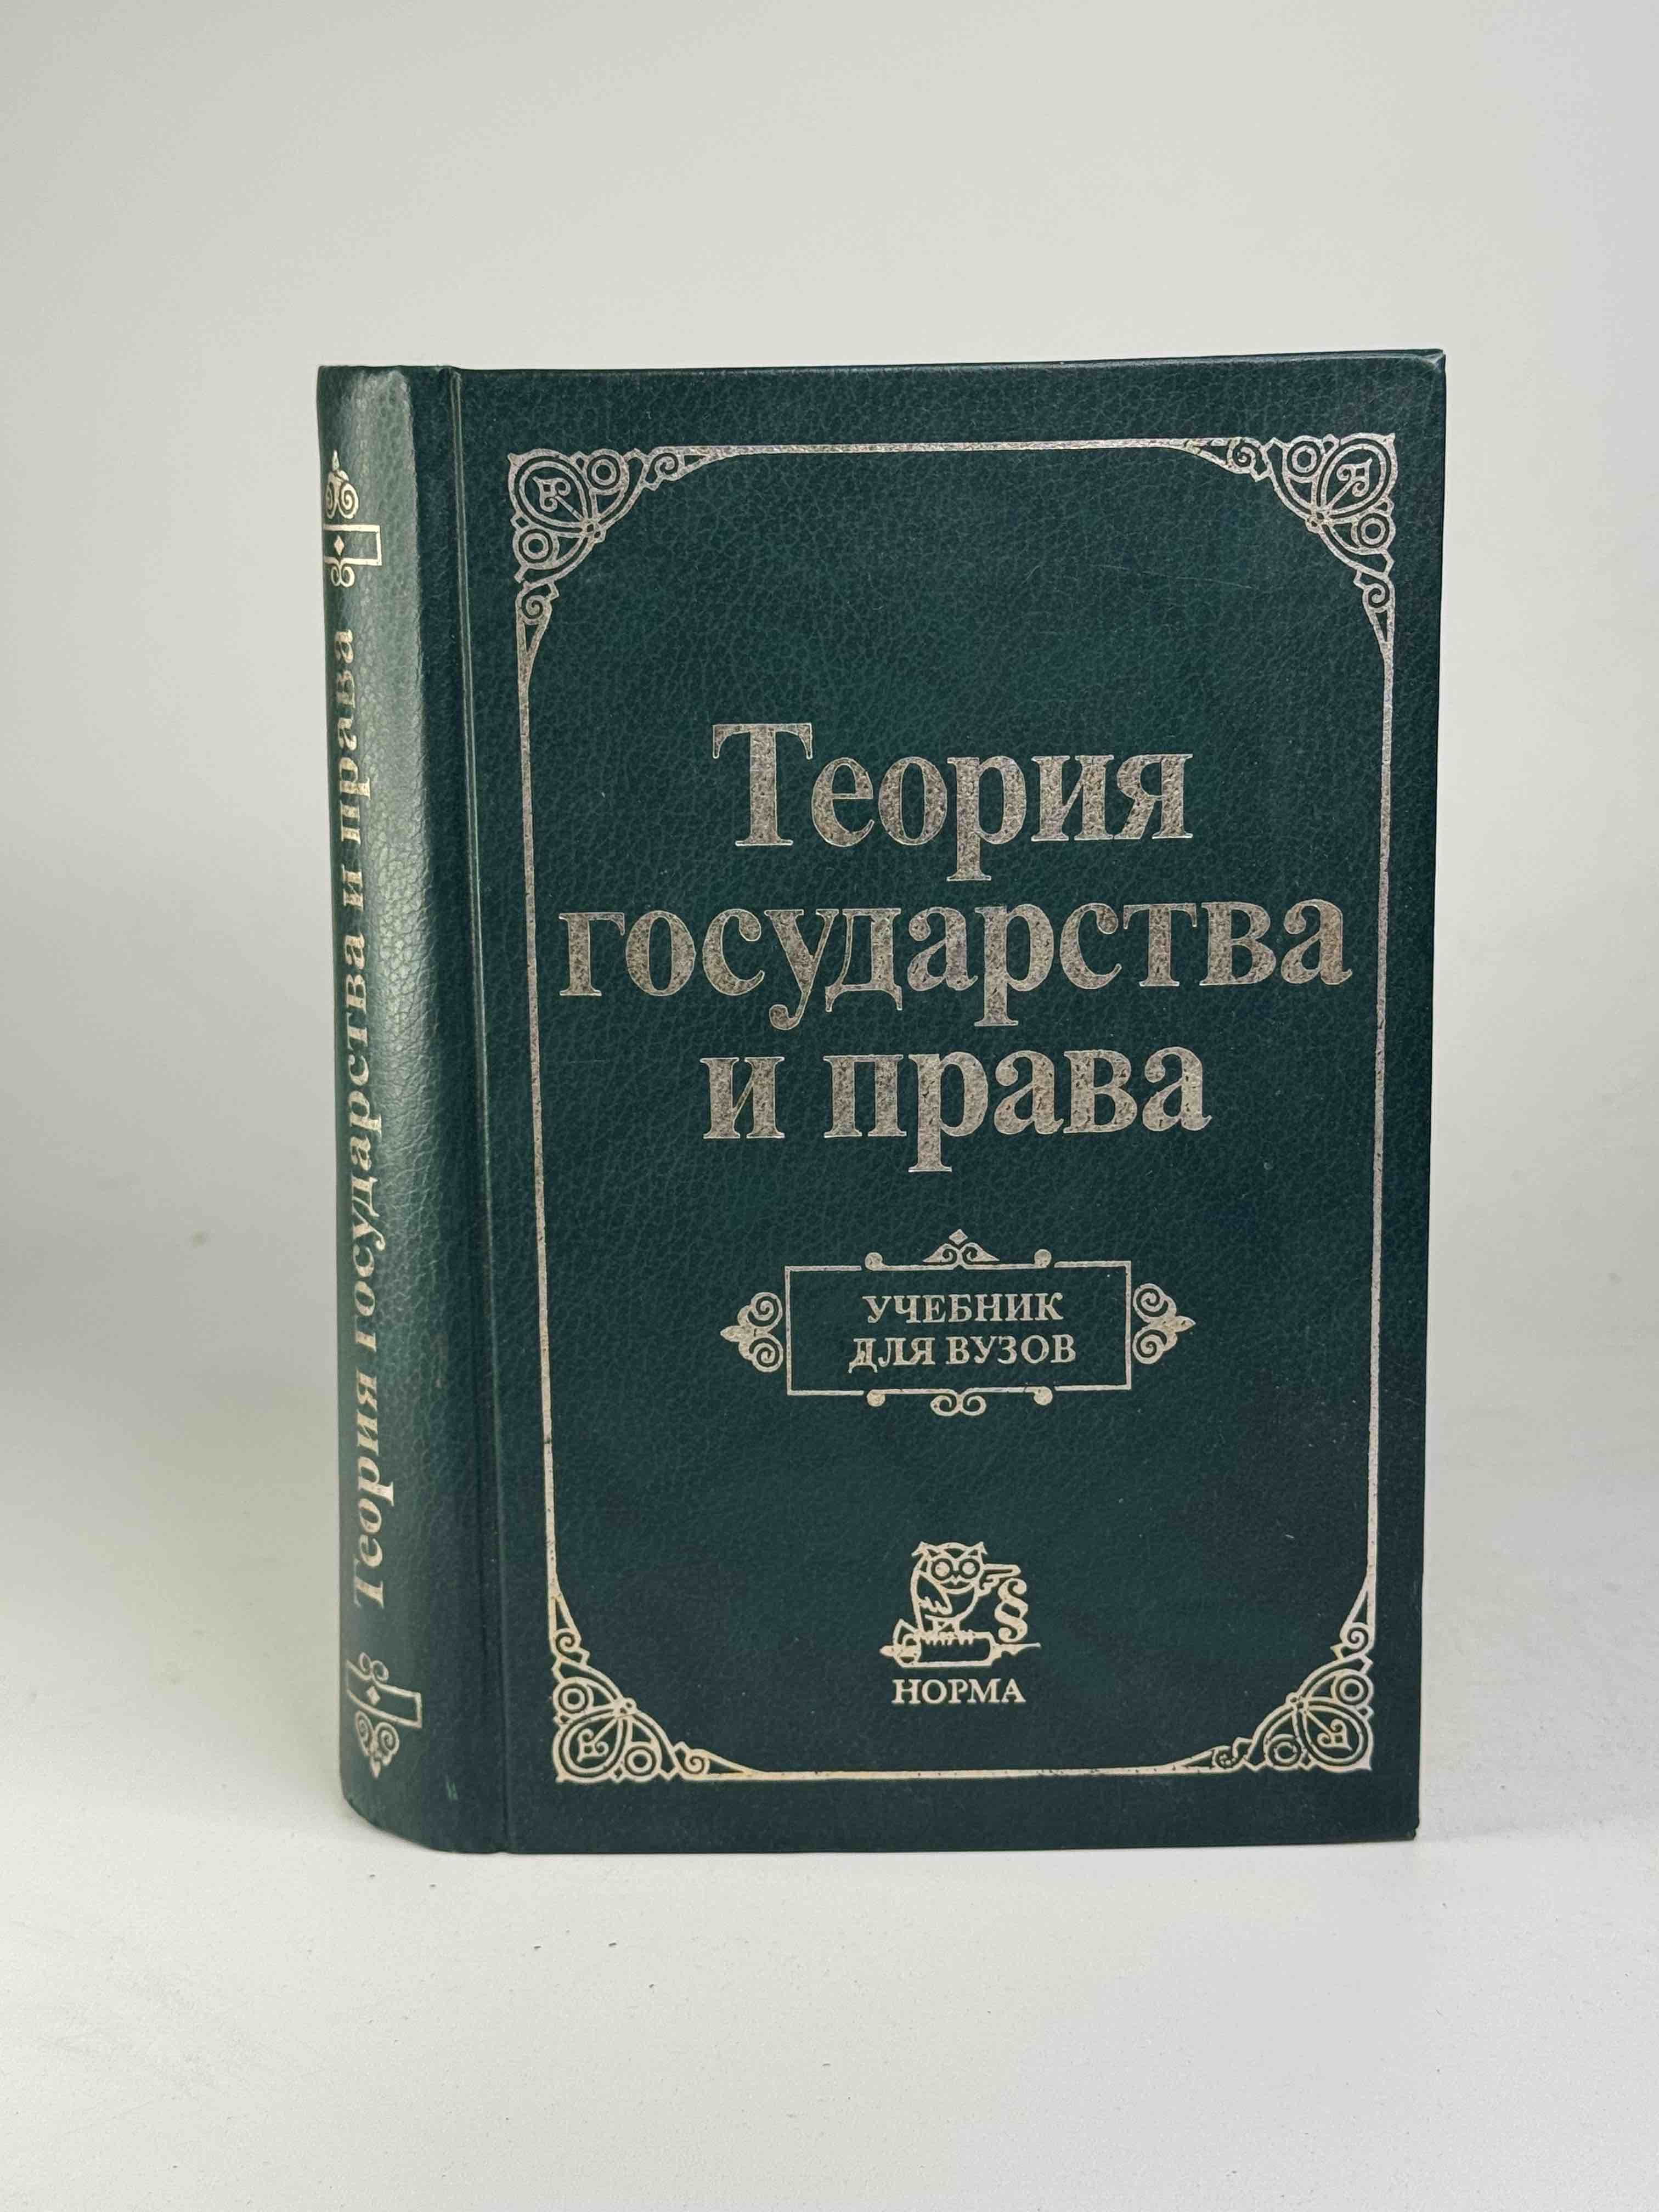 Теория государства и права
Теория
государства
и права
УЧЕБНИК
ДЛЯ ВУЗОВ
НОРМА